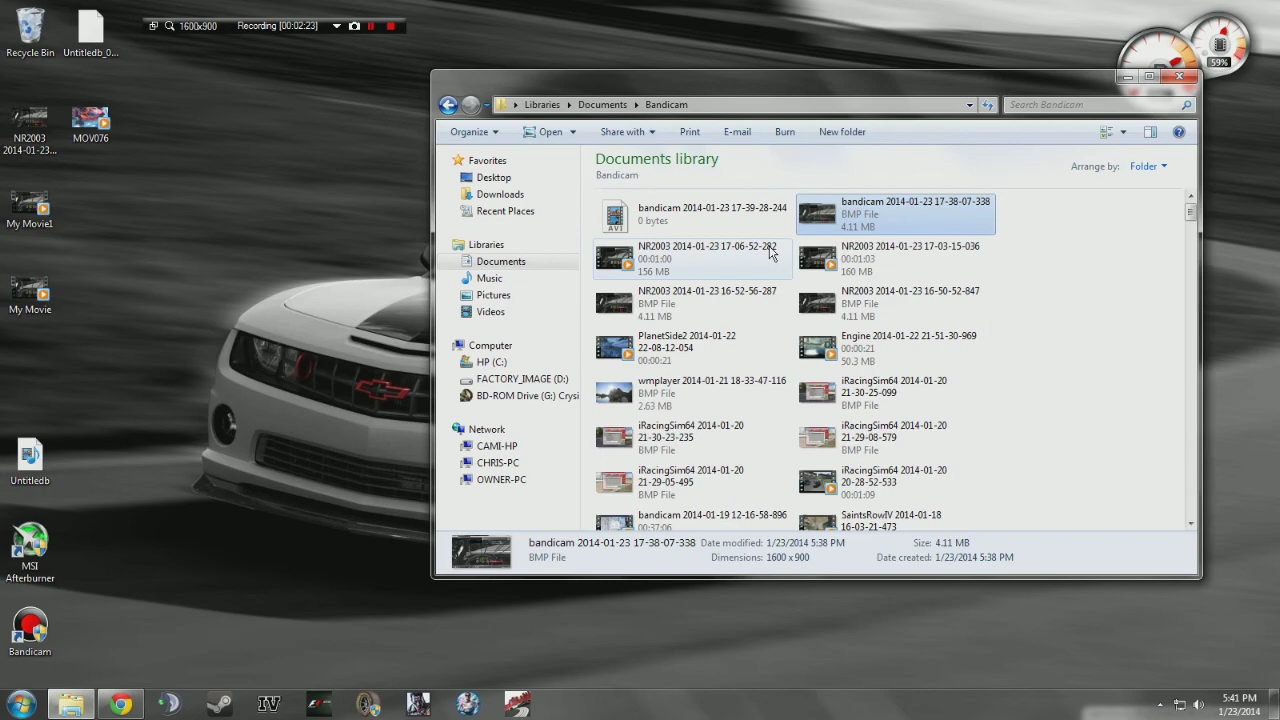 1600x900
Recording [00:02:23]
Recycle Bin
Untitledb_0...
59%
NR2003
2014-01-23...
MOV076
My Movie1
My Movie
Untitledb
MSI
Afterburner
Bandicam
Libraries
Documents
Bandicam
Search Bandicam
Organize
Open
Share with
Print
E-mail
Burn
New folder
Favorites
Desktop
Downloads
Recent Places
Libraries
Documents
Music
Pictures
Videos
Computer
HP (C:)
FACTORY_IMAGE (D:)
BD-ROM Drive (G:) Crysi
Network
CAMI-HP
CHRIS-PC
OWNER-PC
Documents library
Bandicam
Arrange by: Folder
bandicam 2014-01-23 17-39-28-244
0 bytes
AVI
bandicam 2014-01-23 17-38-07-338
BMP File
4.11 MB
NR2003 2014-01-23 17-06-52-282
00:01:00
156 MB
NR2003 2014-01-23 17-03-15-036
00:01:03
160 MB
NR2003 2014-01-23 16-52-56-287
BMP File
4.11 MB
NR2003 2014-01-23 16-50-52-847
BMP File
4.11 MB
PlanetSide2 2014-01-22
22-08-12-054
00:00:21
Engine 2014-01-22 21-51-30-969
00:00:21
50.3 MB
wmplayer 2014-01-21 18-33-47-116
BMP File
2.63 MB
iRacingSim64 2014-01-20
21-30-25-099
BMP File
iRacingSim64 2014-01-20
21-30-23-235
BMP File
iRacingSim64 2014-01-20
21-29-08-579
BMP File
iRacingSim64 2014-01-20
21-29-05-495
BMP File
iRacingSim64 2014-01-20
20-28-52-533
00:01:09
bandicam 2014-01-19 12-16-58-896
00:37:06
SaintsRowIV 2014-01-18
16-03-21-473
bandicam 2014-01-23 17-38-07-338
BMP File
Date modified: 1/23/2014 5:38 PM
Dimensions: 1600 x 900
Size: 4.11 MB
Date created: 1/23/2014 5:38 PM
IV
5:41 PM
1/23/2014